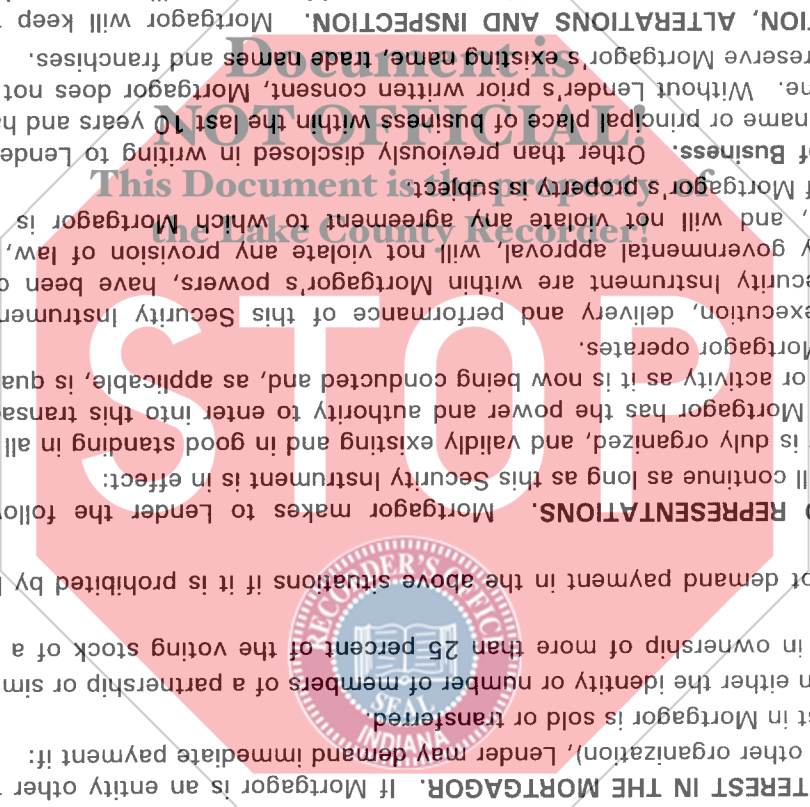 TEREST IN THE MORTGAGOR. If Mortgagor is an entity other
other organization), Lender may demand immediate payment if:
st in Mortgagor is sold or transferred.
n either the identity or number of members of a partnership or sim
in ownership of more than 25 percent of the voting stock of a
ot demand payment in the above situations if it is prohibited by
REPRESENTATIONS. Mortgagor makes to Lender the follow
ll continue as long as this Security Instrument is in effect:
is duly organized, and validly existing and in good standing in all
Mortgagor has the power and authority to enter into this transac
or activity as it is now being conducted and, as applicable, is qua
Mortgagor operates.
execution, delivery and performance of this Security Instrumen
ecurity Instrument are within Mortgagor's powers, have been
y governmental approval, will not violate any provision of law,
, and will not violate any agreement to which Mortgagor is
f Mortgagor's property is subject.
of Business. Other than previously disclosed in writing to Lende
name or principal place of business within the last 10 years and ha
ne. Without Lender's prior written consent, Mortgagor does not
reserve Mortgagor's existing name, trade names and franchises.
TION, ALTERATIONS AND INSPECTION. Mortgagor will keep
Document is
NOT OFFICIAL!
This Document is the property of
the Lake County Recorder!
STOP
RECORDER'S OFFICE
SEAL
INDIANA